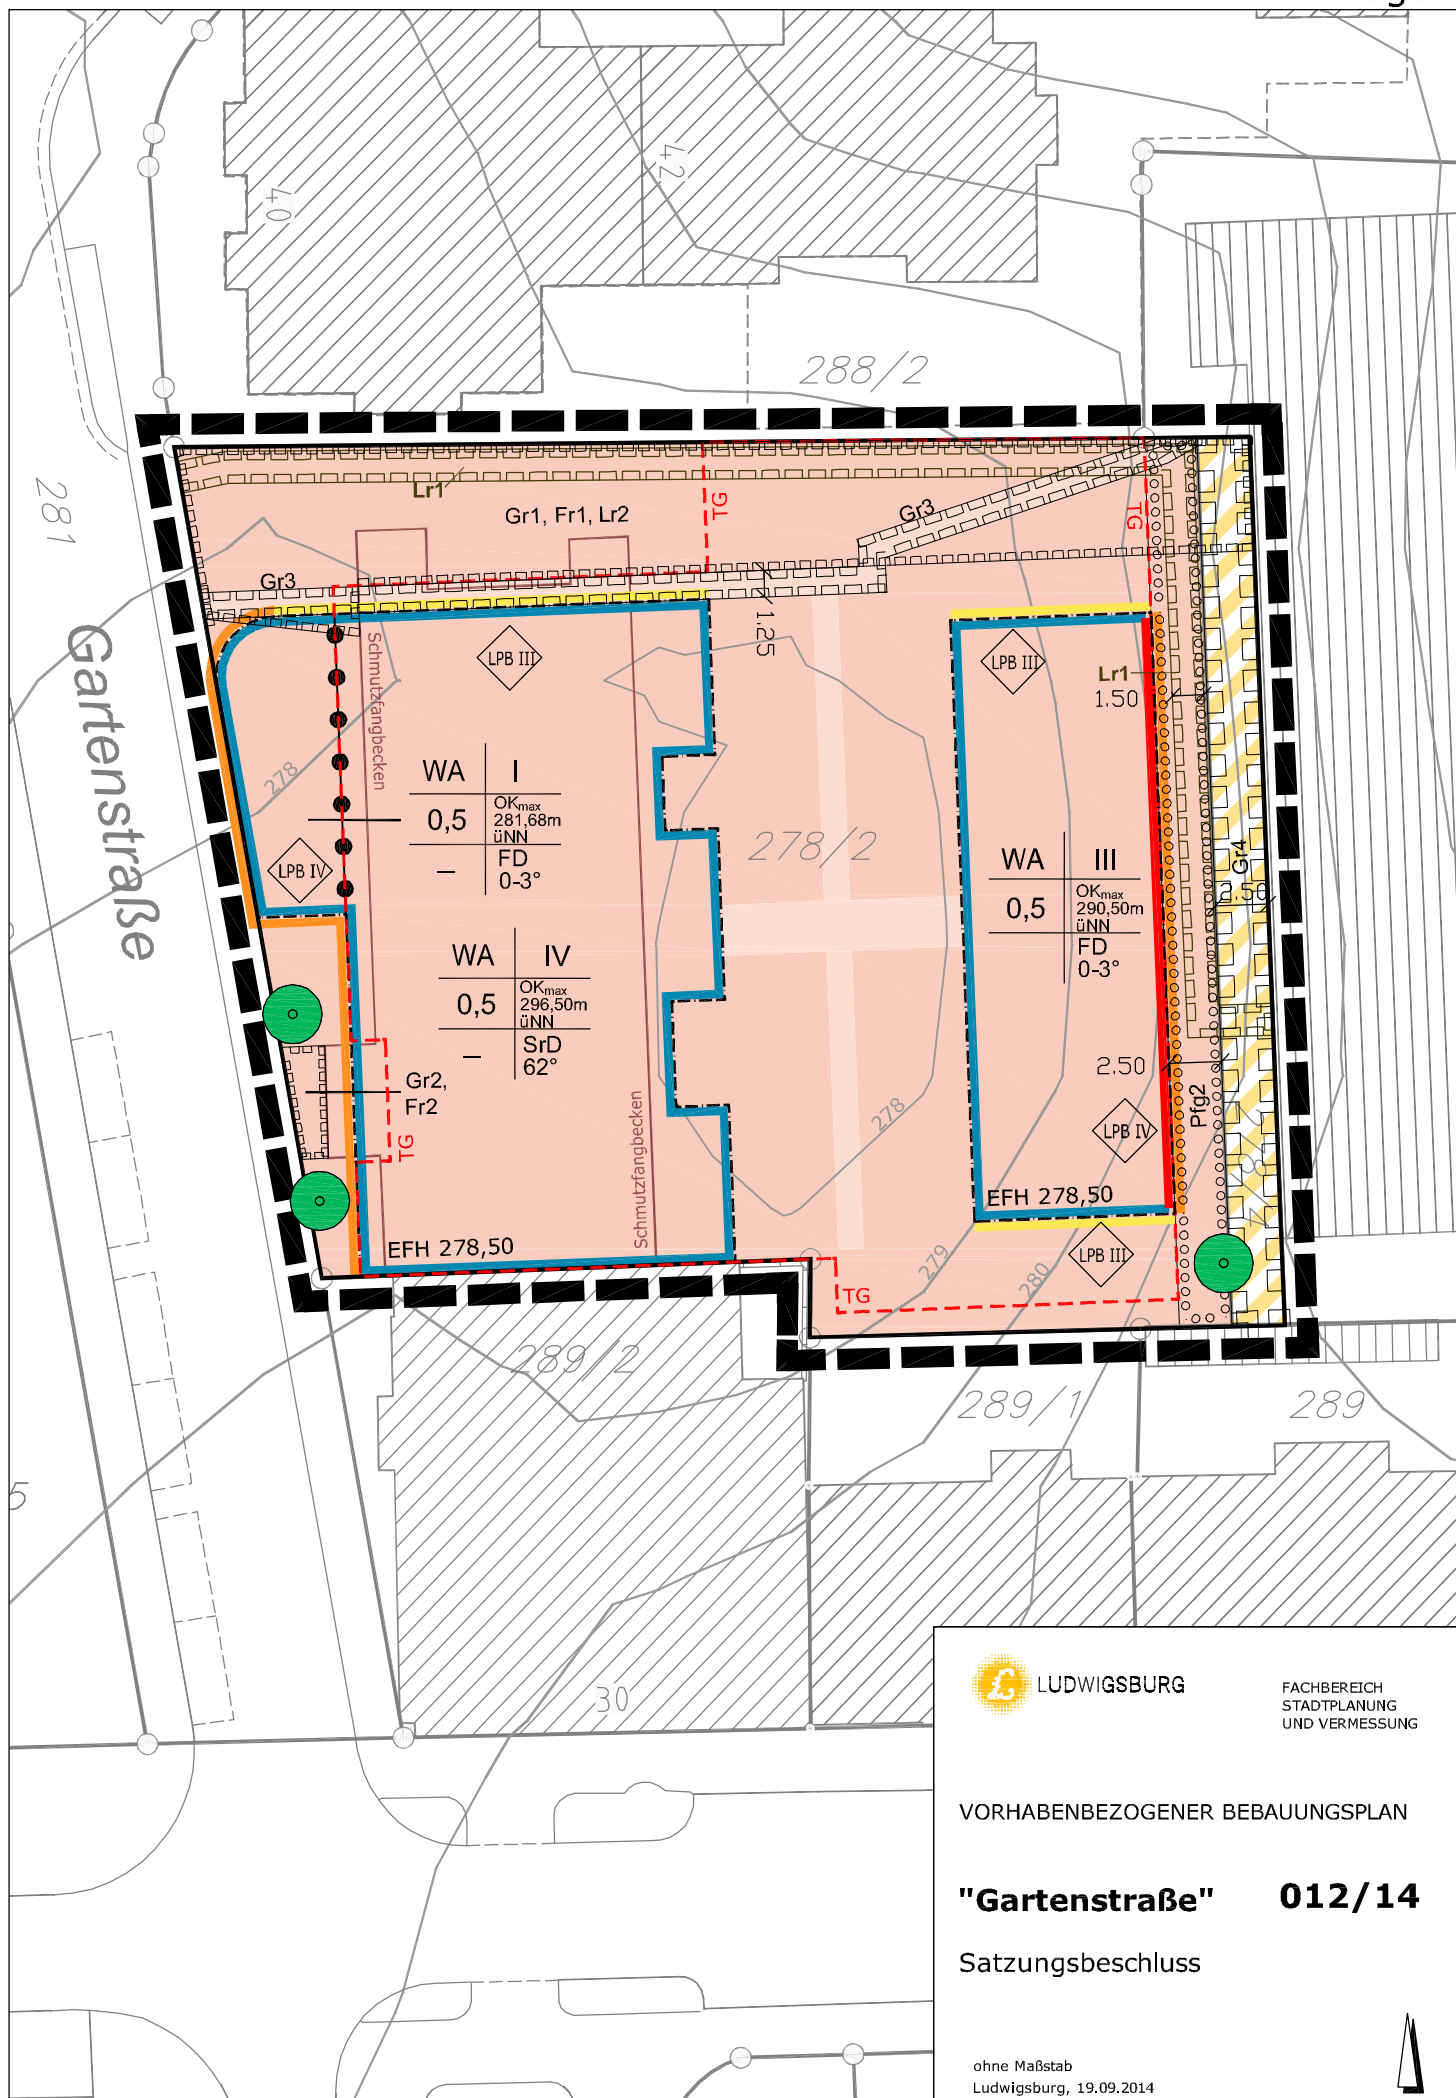 40
42
288/2
281
Lr1
Gr1, Fr1, Lr2
TG
Gr3
TG
Gr3
1.25
Gartenstraße
Schmutzfangbecken
LPB III
LPB III
Lr1
1.50
278
WA I
0,5 OKmax
281,68m
üNN
— FD
0-3°
LPB IV
278/2
WA III
0,5 OKmax
290,50m
üNN
FD
0-3°
Gr4
2.50
WA IV
0,5 OKmax
296,50m
üNN
— SrD
62°
Gr2,
Fr2
TG
Schmutzfangbecken
278
2.50
Pfg2
LPB IV
EFH 278,50
EFH 278,50
LPB III
279
280
TG
289/2
289/1
289
5
30
LUDWIGSBURG
FACHBEREICH
STADTPLANUNG
UND VERMESSUNG
VORHABENBEZOGENER BEBAUUNGSPLAN
"Gartenstraße" 012/14
Satzungsbeschluss
ohne Maßstab
Ludwigsburg, 19.09.2014